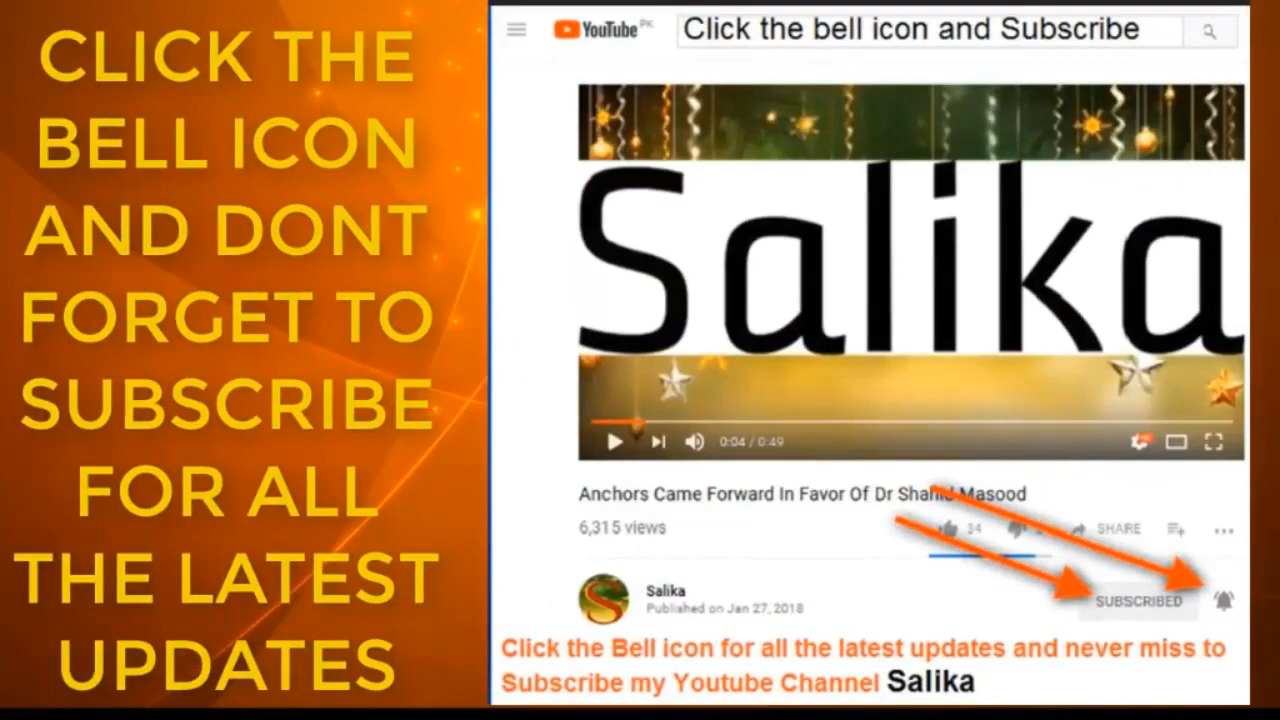 CLICK THE
BELL ICON
AND DONT
FORGET TO
SUBSCRIBE
FOR ALL
THE LATEST
UPDATES
YouTube PK
Click the bell icon and Subscribe
Salika
0:04 / 0:49
Anchors Came Forward In Favor Of Dr Shahid Masood
6,315 views
34
SHARE
Salika
Published on Jan 27, 2018
SUBSCRIBED
Click the Bell icon for all the latest updates and never miss to
Subscribe my Youtube Channel Salika